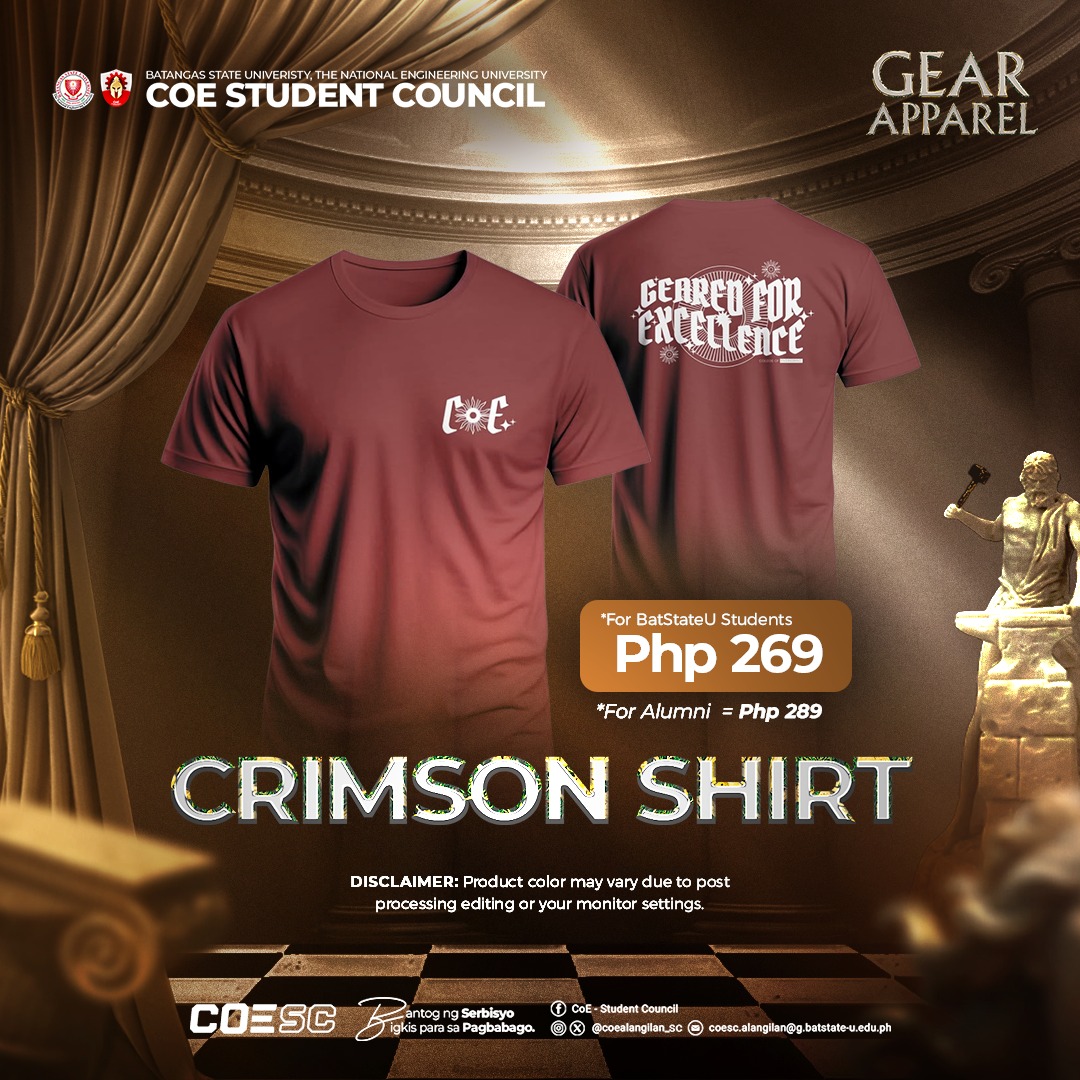 BATANGAS STATE UNIVERISTY, THE NATIONAL ENGINEERING UNIVERSITY
COE STUDENT COUNCIL
GEAR
APPAREL
GEARED FOR
EXCELLENCE
COE
*For BatStateU Students
Php 269
*For Alumni = Php 289
CRIMSON SHIRT
DISCLAIMER: Product color may vary due to post
processing editing or your monitor settings.
COESC
Bantog ng Serbisyo
Bigkis para sa Pagbabago.
CoE - Student Council
@coealangilan_sc coesc.alangilan@g.batstate-u.edu.ph